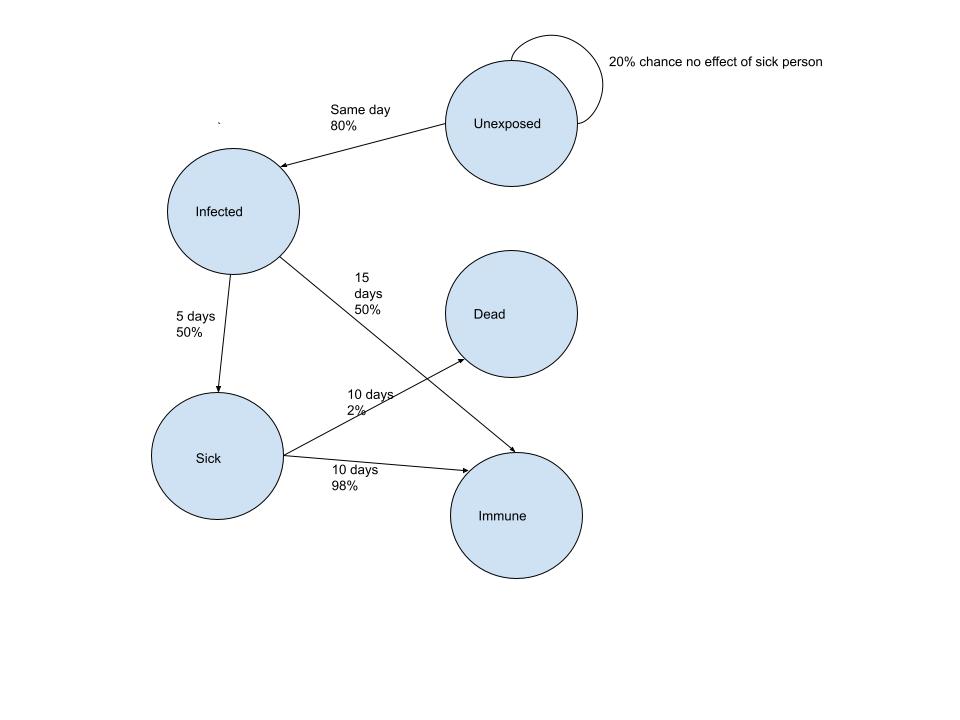 20% chance no effect of sick person
Same day
80%
Unexposed
Infected
15
days
50%
5 days
50%
Dead
10 days
2%
Sick
10 days
98%
Immune